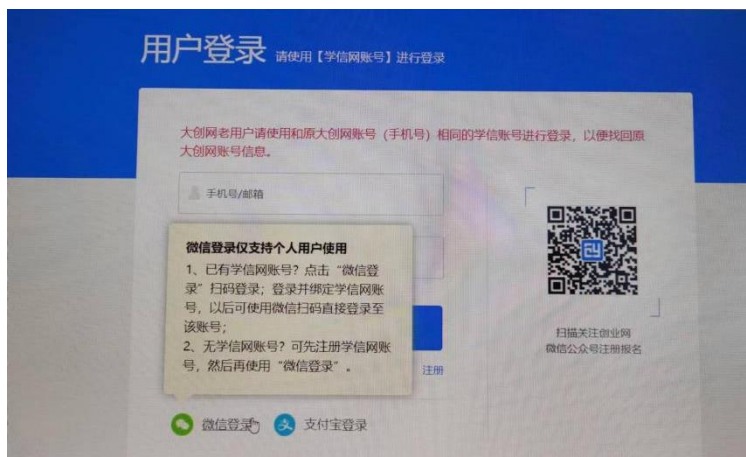 用户登录 请使用【学信网账号】进行登录
大创网老用户请使用和原大创网账号（手机号）相同的学信账号进行登录，以便找回原
大创网账号信息。
手机号/邮箱
微信登录仅支持个人用户使用
1、已有学信网账号？点击“微信登
录”扫码登录；登录并绑定学信网账
号，以后可使用微信扫码直接登录至
该账号；
2、无学信网账号？可先注册学信网账
号，然后再使用“微信登录”。
注册
扫描关注创业网
微信公众号注册报名
微信登录 支付宝登录